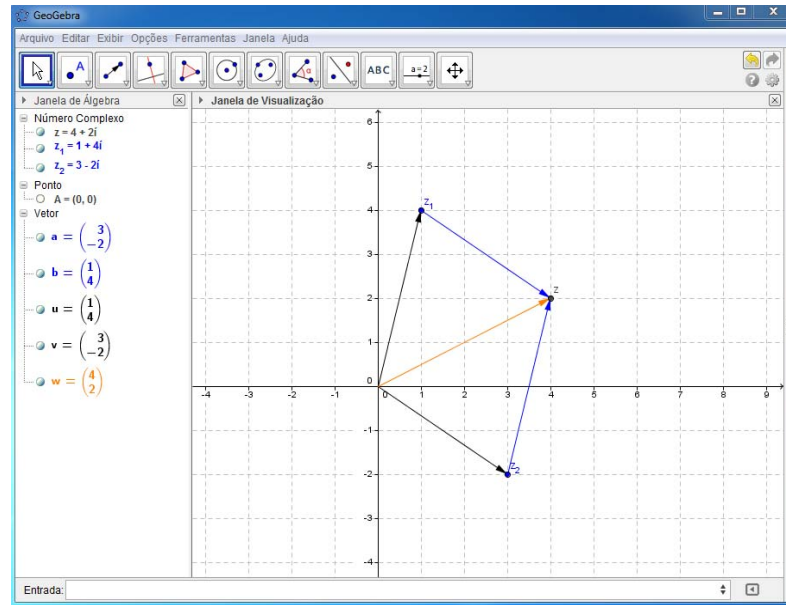 GeoGebra
Arquivo Editar Exibir Opções Ferramentas Janela Ajuda
A
ABC
a=2
α
Janela de Álgebra
Janela de Visualização
Número Complexo
z = 4 + 2í
z₁ = 1 + 4í
z₂ = 3 - 2í
Ponto
A = (0, 0)
Vetor
a = (3
-2)
b = (1
4)
u = (1
4)
v = (3
-2)
w = (4
2)
6
5
4
3
2
1
0
-1
-2
-3
-4
-4 -3 -2 -1 0 1 2 3 4 5 6 7 8 9
z₁
z
z₂
Entrada: